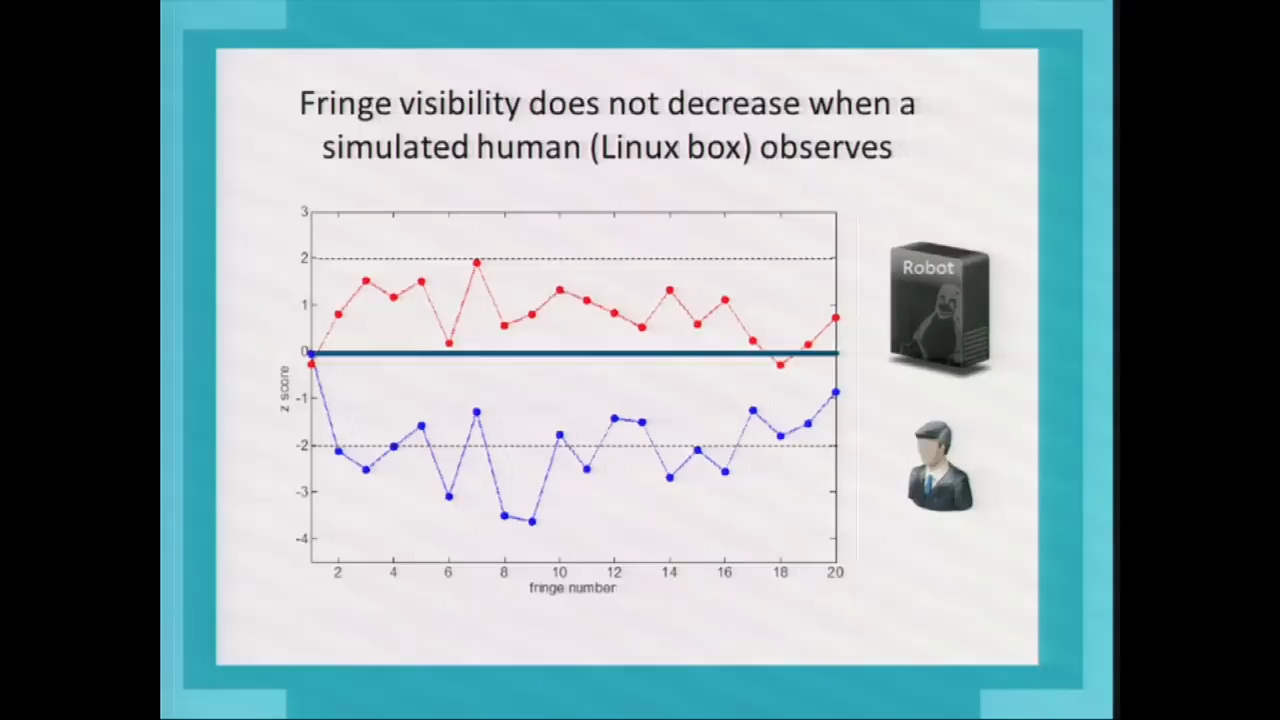 Fringe visibility does not decrease when a
simulated human (Linux box) observes
3
2
1
0
-1
-2
-3
-4
z score
2 4 6 8 10 12 14 16 18 20
fringe number
Robot